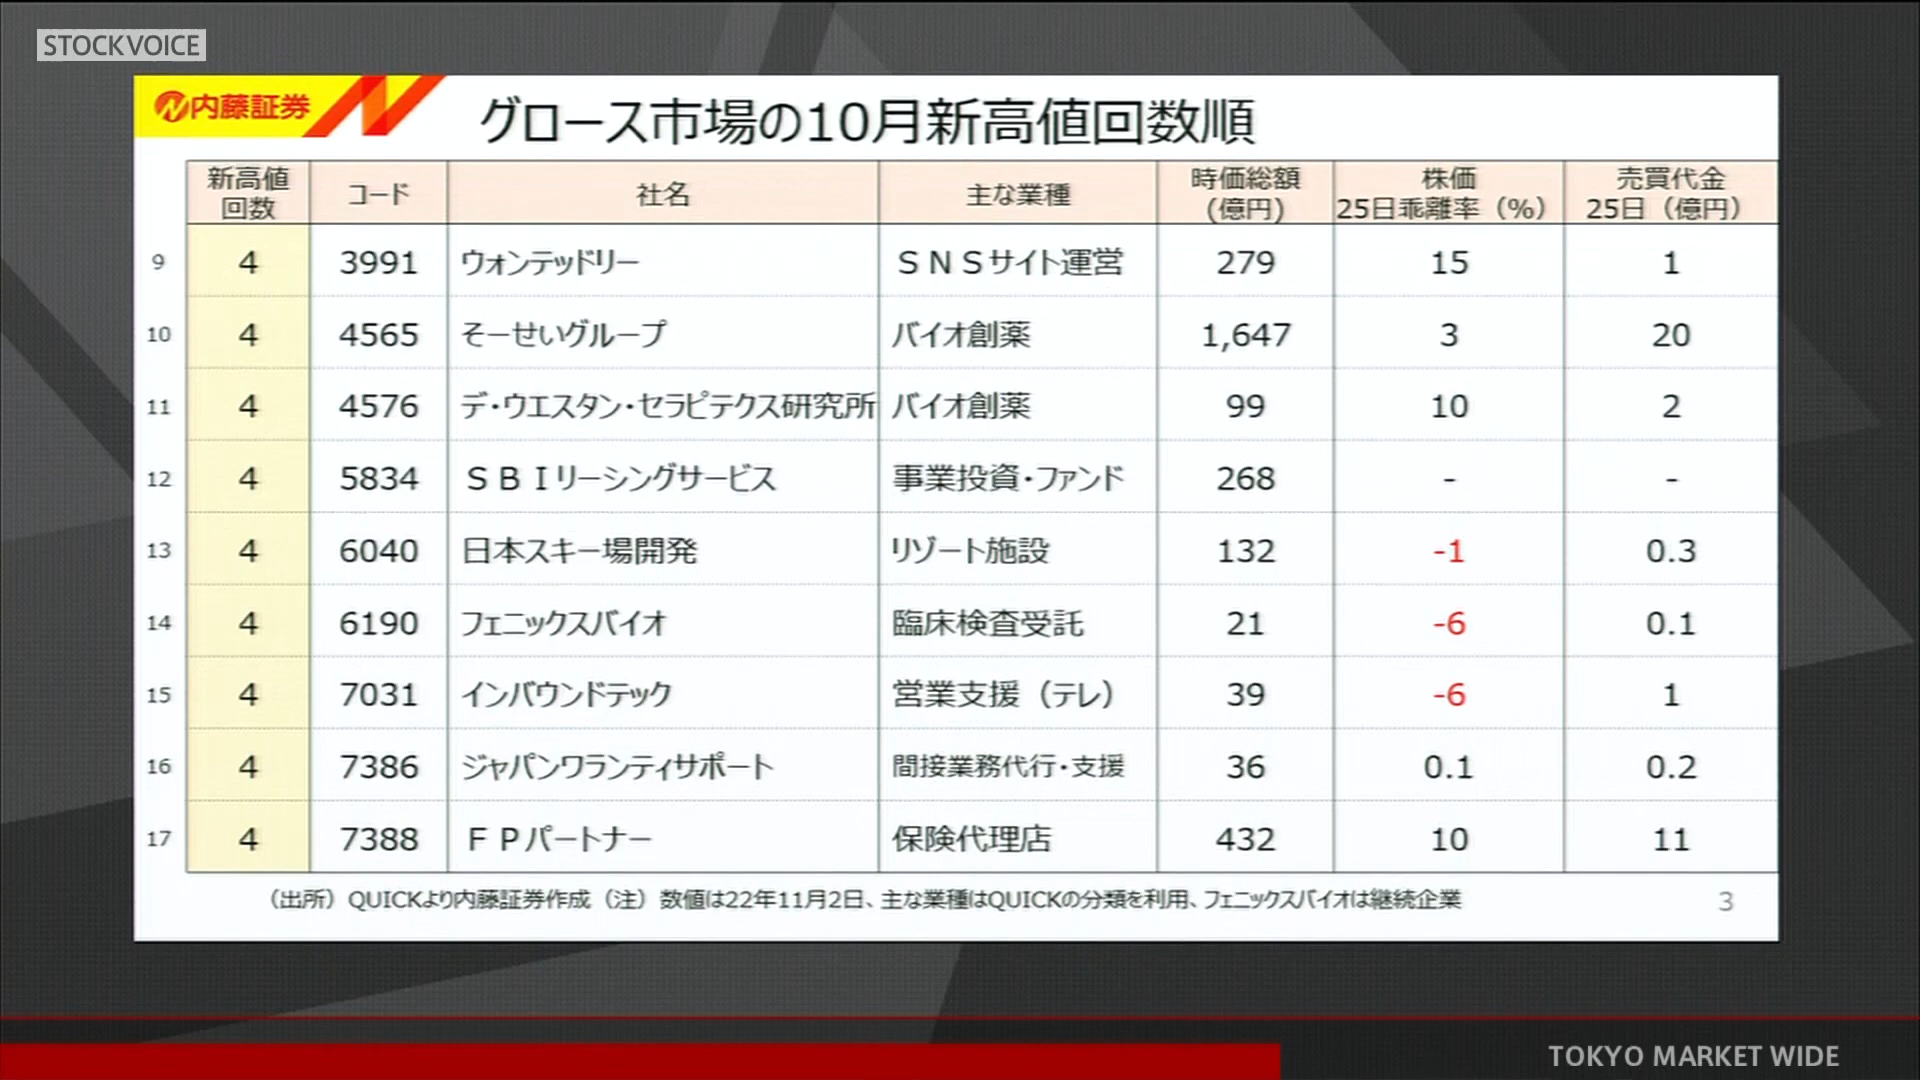 STOCKVOICE
内藤証券
グロース市場の10月新高値回数順
新高値回数 コード 社名 主な業種 時価総額(億円) 株価25日乖離率（%） 売買代金25日（億円）
9 4 3991 ウォンテッドリー ＳＮＳサイト運営 279 15 1
10 4 4565 そーせいグループ バイオ創薬 1,647 3 20
11 4 4576 デ・ウエスタン・セラピテクス研究所 バイオ創薬 99 10 2
12 4 5834 ＳＢＩリーシングサービス 事業投資・ファンド 268 - -
13 4 6040 日本スキー場開発 リゾート施設 132 -1 0.3
14 4 6190 フェニックスバイオ 臨床検査受託 21 -6 0.1
15 4 7031 インバウンドテック 営業支援（テレ） 39 -6 1
16 4 7386 ジャパンワランティサポート 間接業務代行・支援 36 0.1 0.2
17 4 7388 ＦＰパートナー 保険代理店 432 10 11
（出所）QUICKより内藤証券作成（注）数値は22年11月2日、主な業種はQUICKの分類を利用、フェニックスバイオは継続企業
3
TOKYO MARKET WIDE